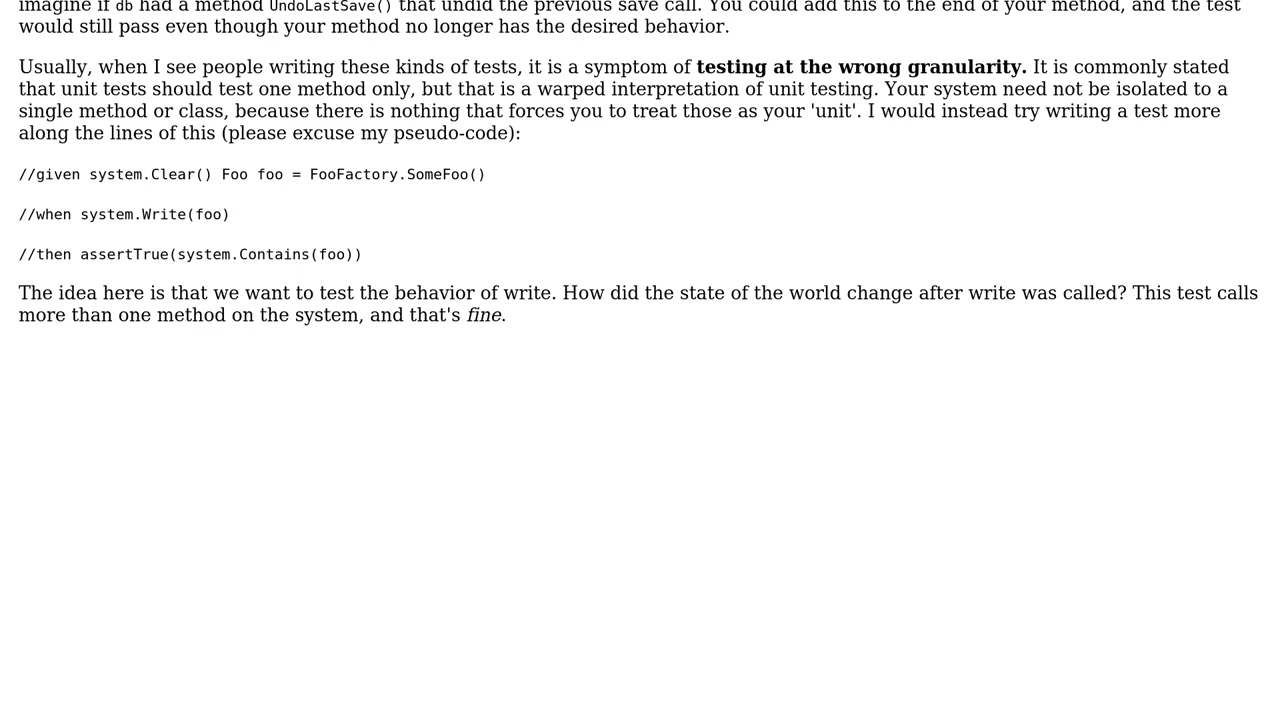 imagine if db had a method UndoLastSave() that undid the previous save call. You could add this to the end of your method, and the test
would still pass even though your method no longer has the desired behavior.
Usually, when I see people writing these kinds of tests, it is a symptom of testing at the wrong granularity. It is commonly stated
that unit tests should test one method only, but that is a warped interpretation of unit testing. Your system need not be isolated to a
single method or class, because there is nothing that forces you to treat those as your 'unit'. I would instead try writing a test more
along the lines of this (please excuse my pseudo-code):
//given system.Clear() Foo foo = FooFactory.SomeFoo()
//when system.Write(foo)
//then assertTrue(system.Contains(foo))
The idea here is that we want to test the behavior of write. How did the state of the world change after write was called? This test calls
more than one method on the system, and that's fine.